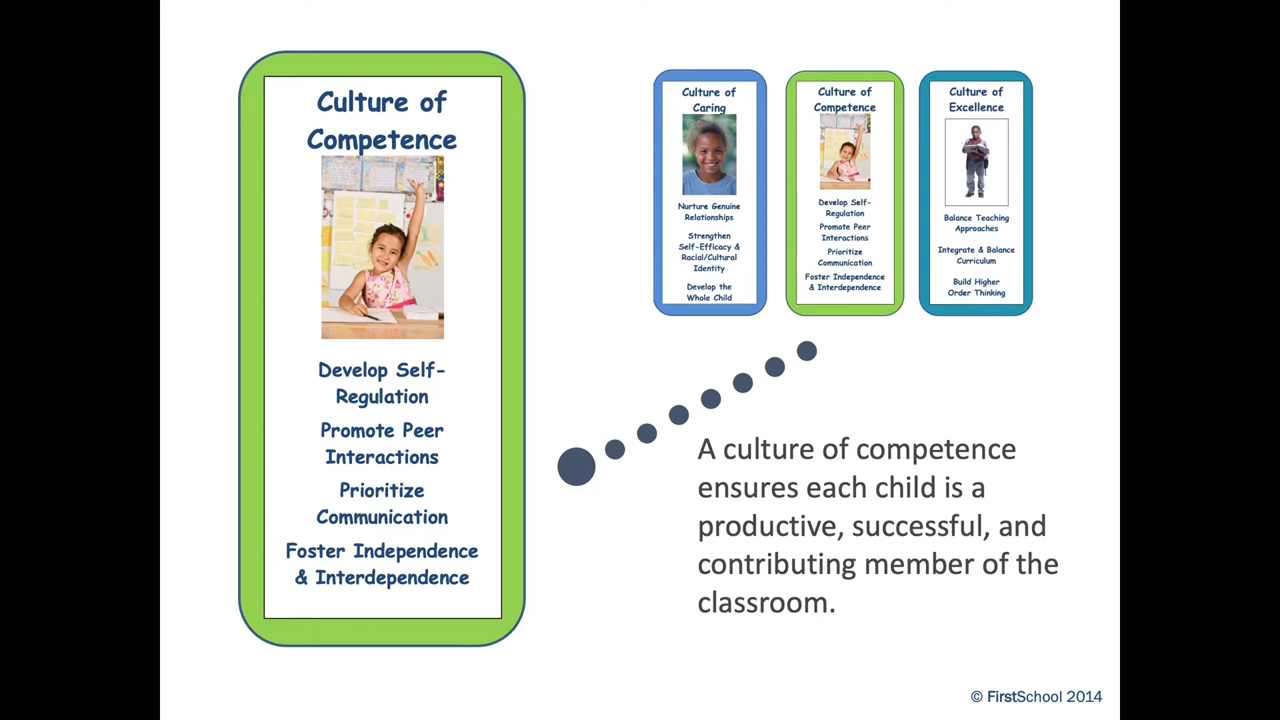 Culture of
Competence
Develop Self-
Regulation
Promote Peer
Interactions
Prioritize
Communication
Foster Independence
& Interdependence
Culture of
Caring
Nurture Genuine
Relationships
Strengthen
Self-Efficacy &
Racial/Cultural
Identity
Develop the
Whole Child
Culture of
Competence
Develop Self-
Regulation
Promote Peer
Interactions
Prioritize
Communication
Foster Independence
& Interdependence
Culture of
Excellence
Balance Teaching
Approaches
Integrate & Balance
Curriculum
Build Higher
Order Thinking
A culture of competence
ensures each child is a
productive, successful, and
contributing member of the
classroom.
© FirstSchool 2014